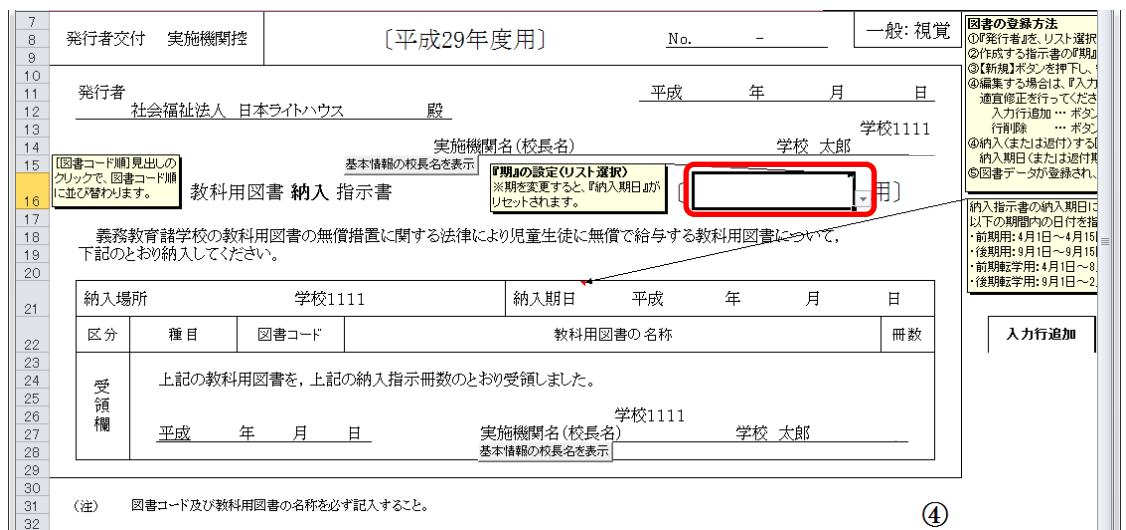 7
8
9
10
11
12
13
14
15
16
17
18
19
20
21
22
23
24
25
26
27
28
29
30
31
32
発行者交付 実施機関控 〔平成29年度用〕 No. - 一般: 視覚
発行者 平成 年 月 日
社会福祉法人 日本ライトハウス 殿
学校1111
実施機関名(校長名) 学校 太郎
基本情報の校長名を表示
[図書コード順]見出しの
クリックで、図書コード順
に並び替わります。
『期』の設定(リスト選択)
※期を変更すると、『納入期日』が
リセットされます。
教科用図書 納入 指示書 〔 用〕
義務教育諸学校の教科用図書の無償措置に関する法律により児童生徒に無償で給与する教科用図書について,
下記のとおり納入してください。
納入場所 学校1111 納入期日 平成 年 月 日
区分 種目 図書コード 教科用図書の名称 冊数
受領欄
上記の教科用図書を, 上記の納入指示冊数のとおり受領しました。
学校1111
平成 年 月 日 実施機関名(校長名) 学校 太郎
基本情報の校長名を表示
(注) 図書コード及び教科用図書の名称を必ず記入すること。
④
図書の登録方法
①『発行者』を、リスト選択
②作成する指示書の『期』
③【新規】ボタンを押下し、
④編集する場合は、『入力
適宜修正を行ってくださ
入力行追加 … ボタン
行削除 … ボタン
④納入(または返付)する
納入期日(または返付期
⑤図書データが登録され、
納入指示書の納入期日に
以下の期間内の日付を指
・前期用:4月1日～4月15日
・後期用:9月1日～9月15日
・前期転学用:4月1日～8
・後期転学用:9月1日～2
入力行追加